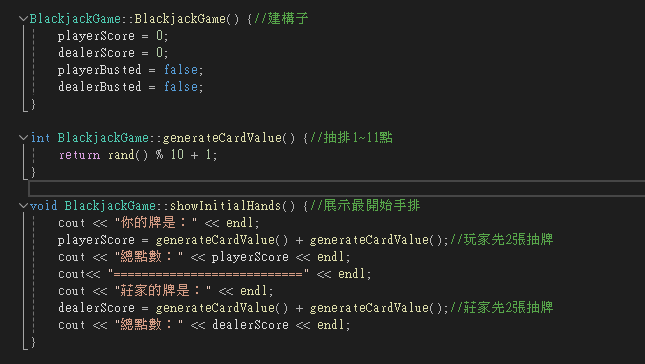 BlackjackGame::BlackjackGame() {//建構子
playerScore = 0;
dealerScore = 0;
playerBusted = false;
dealerBusted = false;
}
int BlackjackGame::generateCardValue() {//抽排1~11點
return rand() % 10 + 1;
}
void BlackjackGame::showInitialHands() {//展示最開始手排
cout << "你的牌是：" << endl;
playerScore = generateCardValue() + generateCardValue();//玩家先2張抽牌
cout << "總點數：" << playerScore << endl;
cout<< "===========================" << endl;
cout << "莊家的牌是：" << endl;
dealerScore = generateCardValue() + generateCardValue();//莊家先2張抽牌
cout << "總點數：" << dealerScore << endl;
}